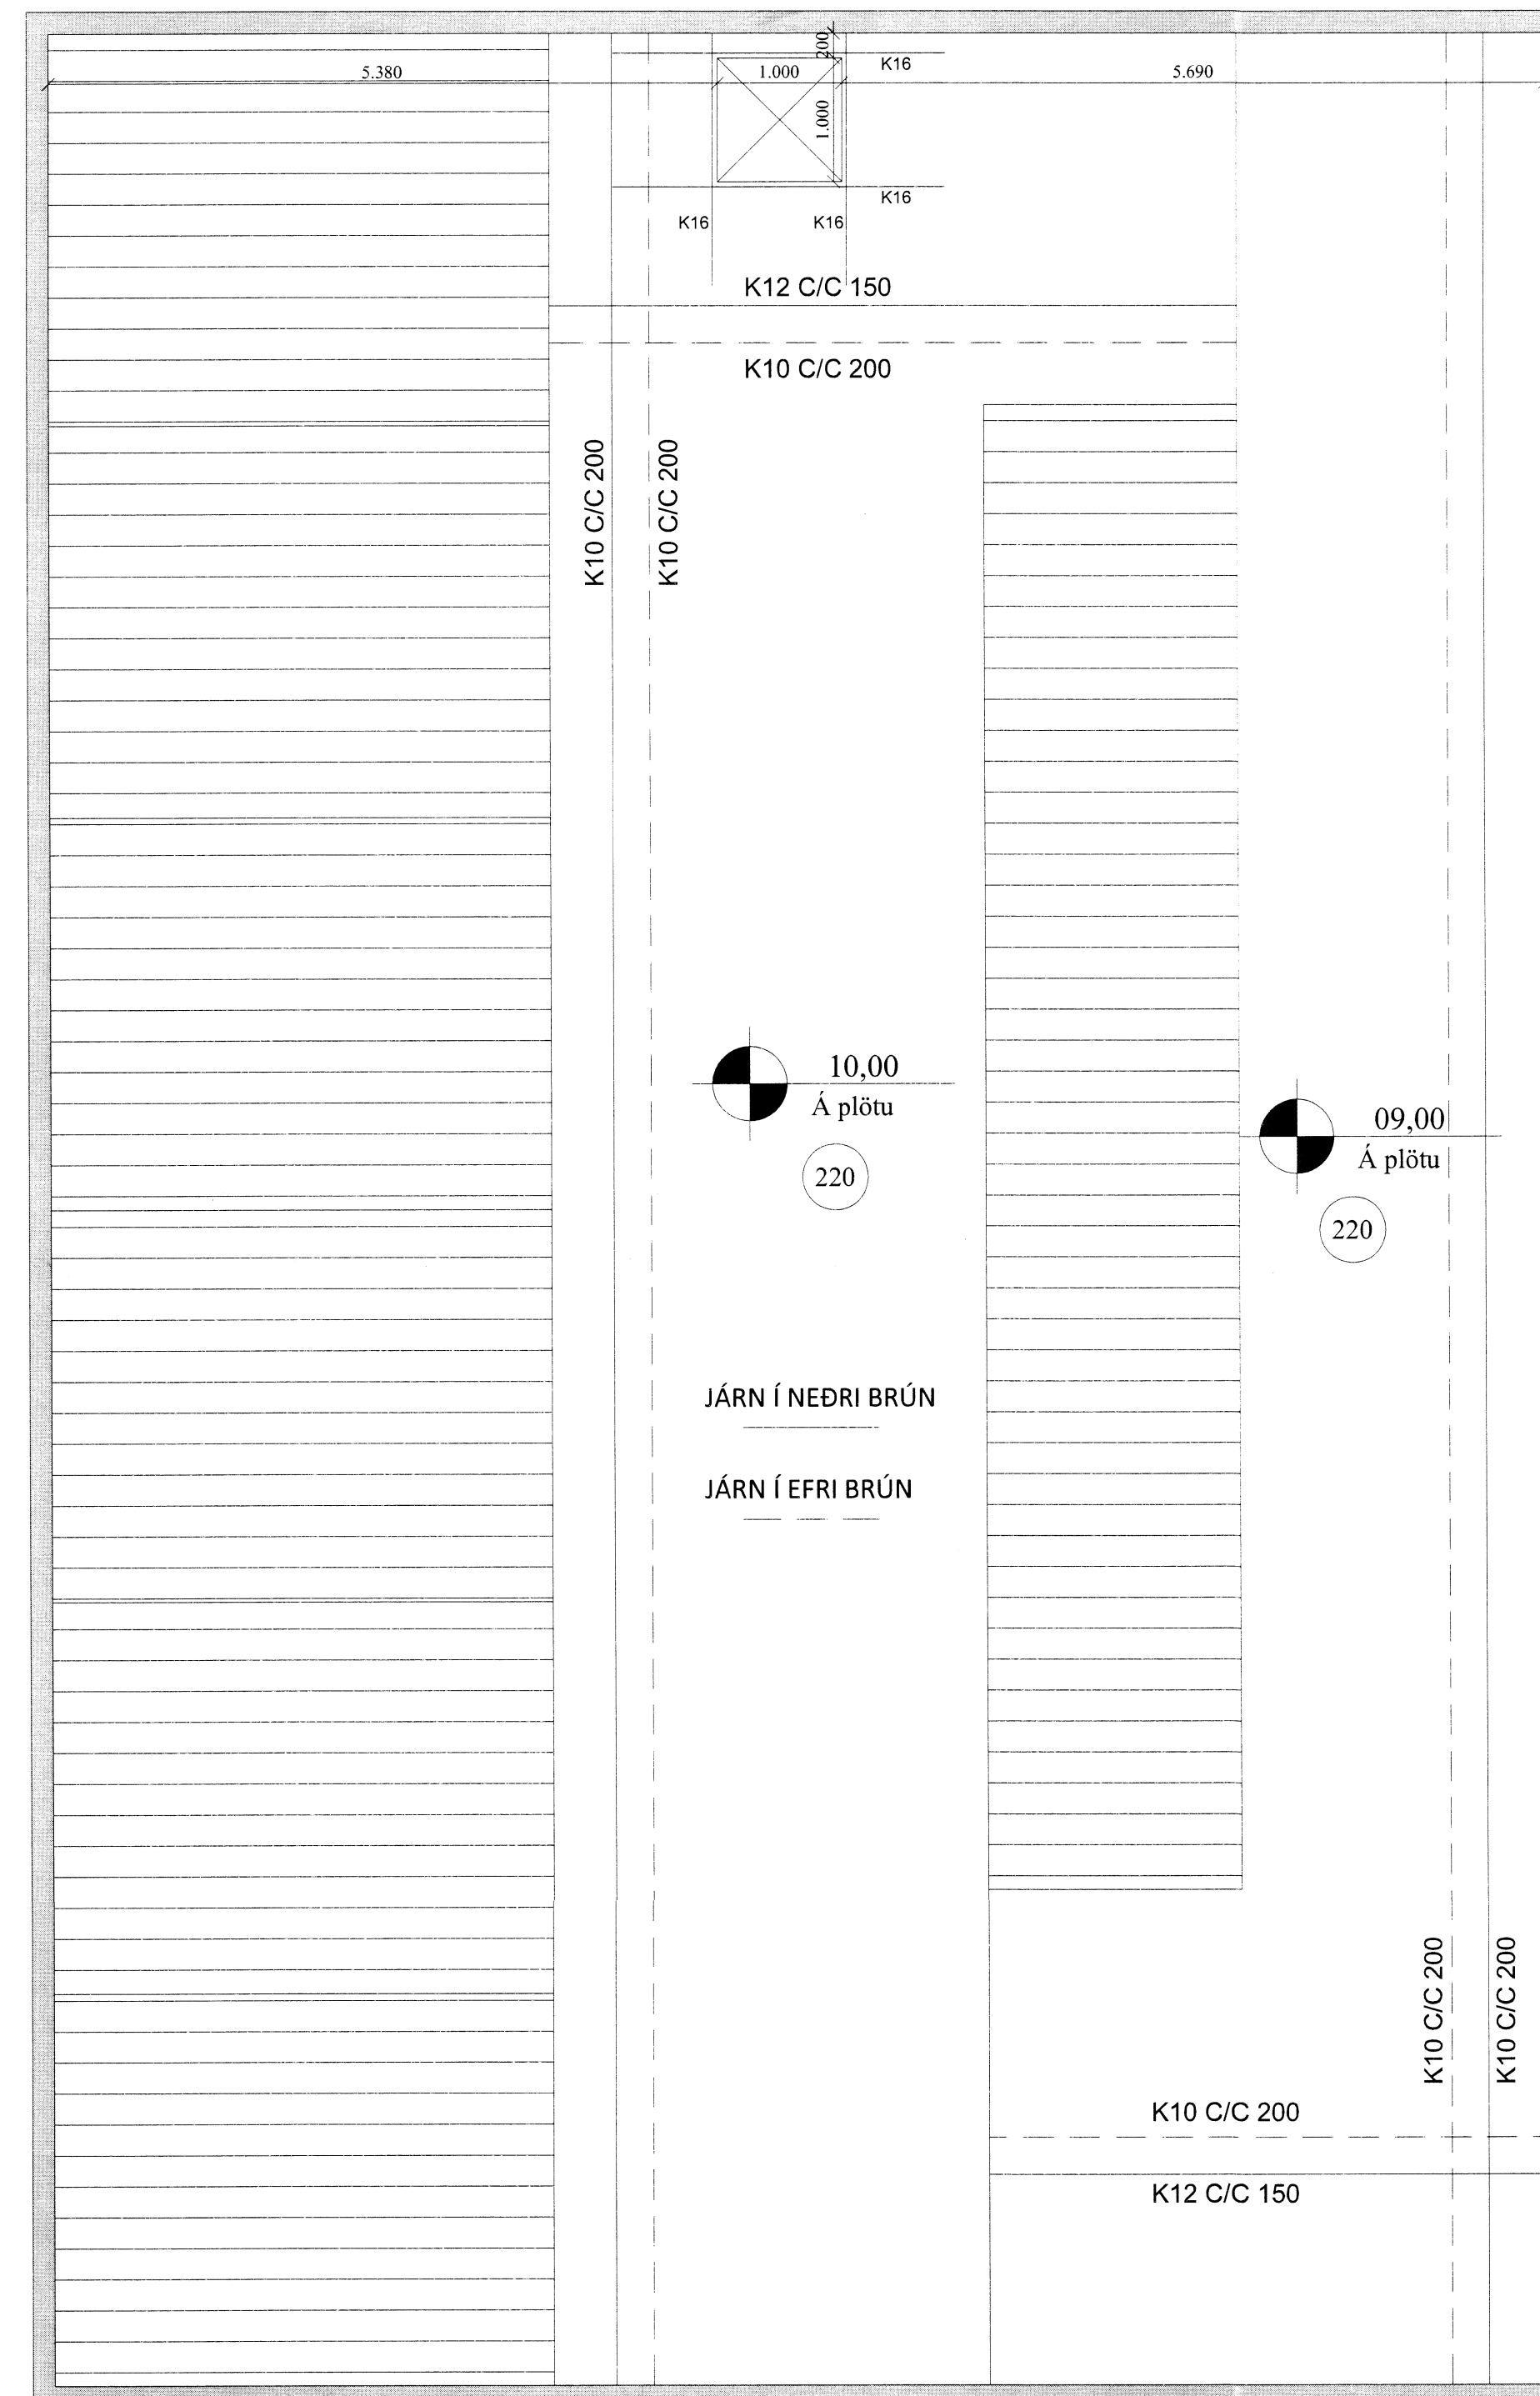 200
K16
5.380
1.000
5.690
1.000
K16
K16
K16
K12 C/C 150
K10 C/C 200
K10 C/C 200
K10 C/C 200
10,00
Á plötu
220
09,00
Á plötu
220
JÁRN Í NEÐRI BRÚN
JÁRN Í EFRI BRÚN
K10 C/C 200
K10 C/C 200
K10 C/C 200
K12 C/C 150